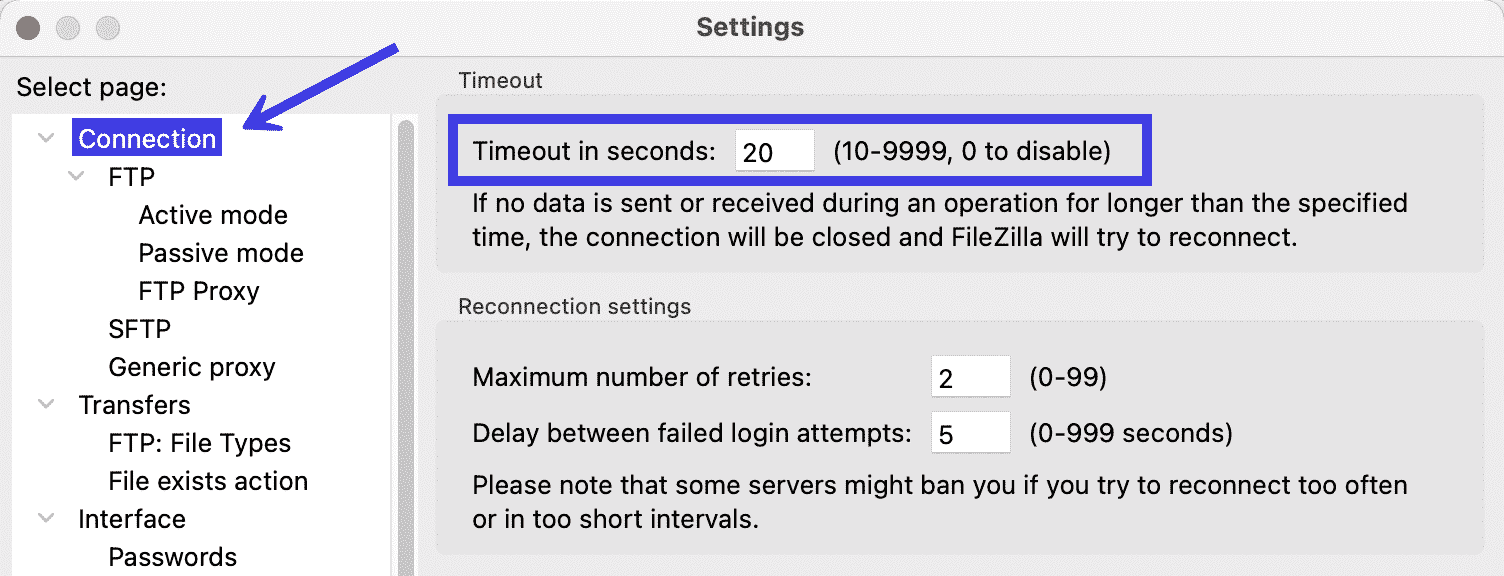 Settings
Select page:
Connection
FTP
Active mode
Passive mode
FTP Proxy
SFTP
Generic proxy
Transfers
FTP: File Types
File exists action
Interface
Passwords
Timeout
Timeout in seconds: 20 (10-9999, 0 to disable)
If no data is sent or received during an operation for longer than the specified
time, the connection will be closed and FileZilla will try to reconnect.
Reconnection settings
Maximum number of retries: 2 (0-99)
Delay between failed login attempts: 5 (0-999 seconds)
Please note that some servers might ban you if you try to reconnect too often
or in too short intervals.